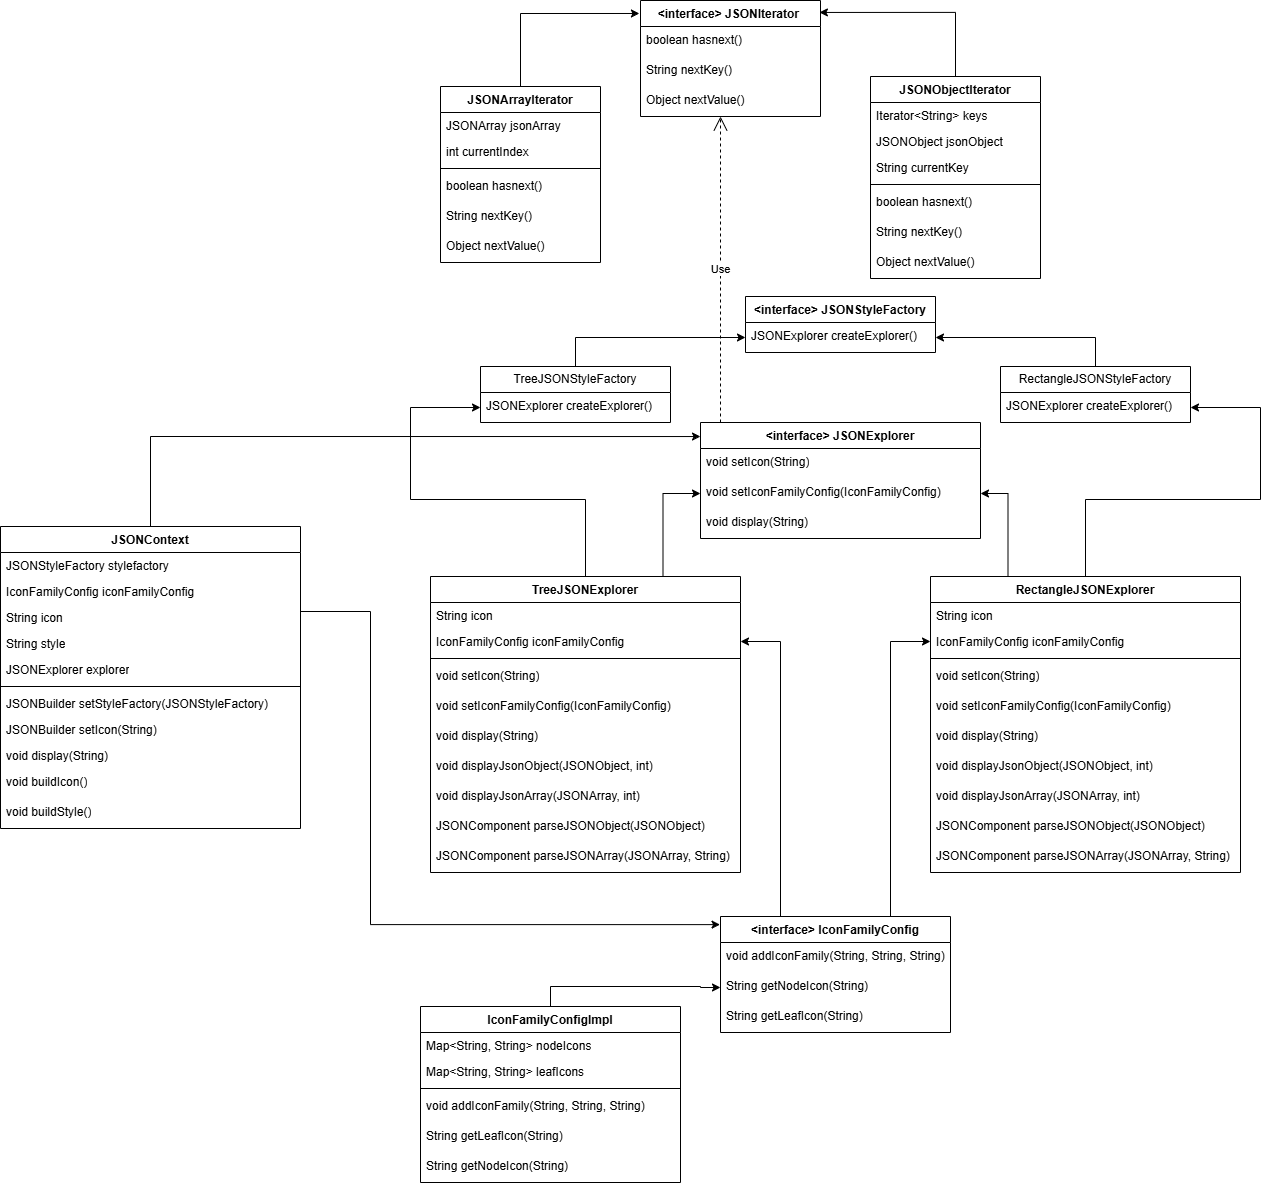 <interface> JSONIterator
boolean hasnext()
String nextKey()
Object nextValue()
JSONArrayIterator
JSONArray jsonArray
int currentIndex
boolean hasnext()
String nextKey()
Object nextValue()
JSONObjectIterator
Iterator<String> keys
JSONObject jsonObject
String currentKey
boolean hasnext()
String nextKey()
Object nextValue()
Use
<interface> JSONStyleFactory
JSONExplorer createExplorer()
TreeJSONStyleFactory
JSONExplorer createExplorer()
RectangleJSONStyleFactory
JSONExplorer createExplorer()
<interface> JSONExplorer
void setIcon(String)
void setIconFamilyConfig(IconFamilyConfig)
void display(String)
JSONContext
JSONStyleFactory stylefactory
IconFamilyConfig iconFamilyConfig
String icon
String style
JSONExplorer explorer
JSONBuilder setStyleFactory(JSONStyleFactory)
JSONBuilder setIcon(String)
void display(String)
void buildIcon()
void buildStyle()
TreeJSONExplorer
String icon
IconFamilyConfig iconFamilyConfig
void setIcon(String)
void setIconFamilyConfig(IconFamilyConfig)
void display(String)
void displayJsonObject(JSONObject, int)
void displayJsonArray(JSONArray, int)
JSONComponent parseJSONObject(JSONObject)
JSONComponent parseJSONArray(JSONArray, String)
RectangleJSONExplorer
String icon
IconFamilyConfig iconFamilyConfig
void setIcon(String)
void setIconFamilyConfig(IconFamilyConfig)
void display(String)
void displayJsonObject(JSONObject, int)
void displayJsonArray(JSONArray, int)
JSONComponent parseJSONObject(JSONObject)
JSONComponent parseJSONArray(JSONArray, String)
<interface> IconFamilyConfig
void addIconFamily(String, String, String)
String getNodeIcon(String)
String getLeafIcon(String)
IconFamilyConfigImpl
Map<String, String> nodeIcons
Map<String, String> leafIcons
void addIconFamily(String, String, String)
String getLeafIcon(String)
String getNodeIcon(String)